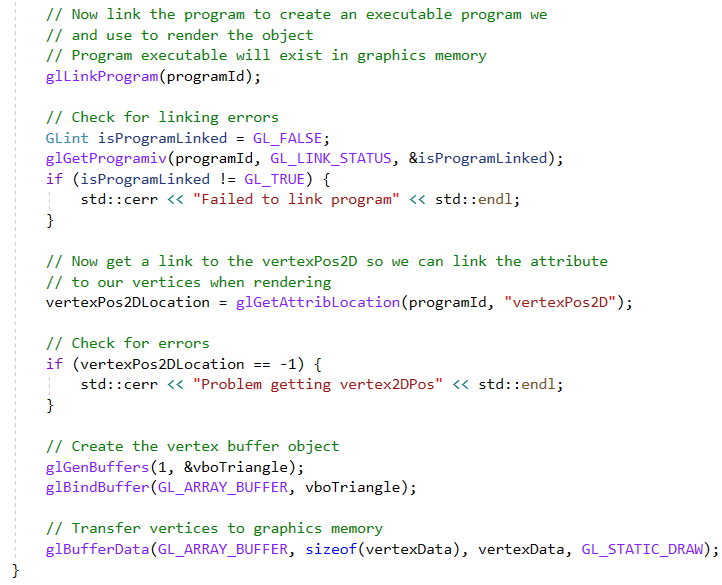 // Now link the program to create an executable program we
// and use to render the object
// Program executable will exist in graphics memory
glLinkProgram(programId);
// Check for linking errors
GLint isProgramLinked = GL_FALSE;
glGetProgramiv(programId, GL_LINK_STATUS, &isProgramLinked);
if (isProgramLinked != GL_TRUE) {
std::cerr << "Failed to link program" << std::endl;
}
// Now get a link to the vertexPos2D so we can link the attribute
// to our vertices when rendering
vertexPos2DLocation = glGetAttribLocation(programId, "vertexPos2D");
// Check for errors
if (vertexPos2DLocation == -1) {
std::cerr << "Problem getting vertex2DPos" << std::endl;
}
// Create the vertex buffer object
glGenBuffers(1, &vboTriangle);
glBindBuffer(GL_ARRAY_BUFFER, vboTriangle);
// Transfer vertices to graphics memory
glBufferData(GL_ARRAY_BUFFER, sizeof(vertexData), vertexData, GL_STATIC_DRAW);
}